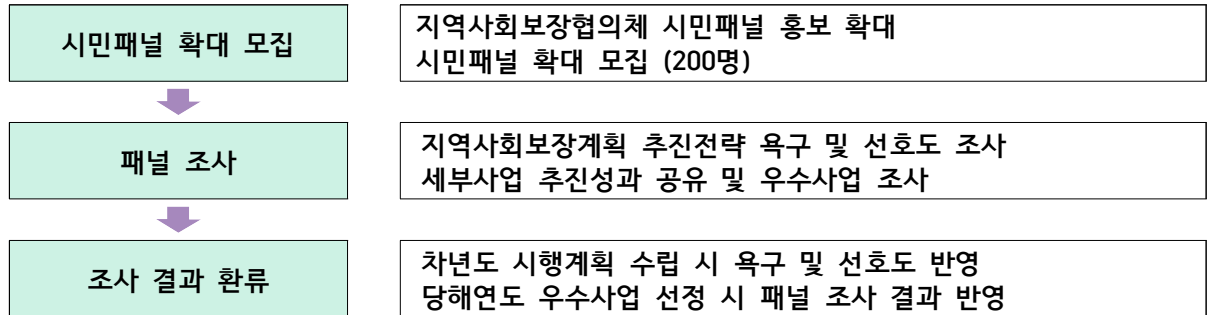 시민패널 확대 모집
지역사회보장협의체 시민패널 홍보 확대
시민패널 확대 모집 (200명)
패널 조사
지역사회보장계획 추진전략 욕구 및 선호도 조사
세부사업 추진성과 공유 및 우수사업 조사
조사 결과 환류
차년도 시행계획 수립 시 욕구 및 선호도 반영
당해연도 우수사업 선정 시 패널 조사 결과 반영